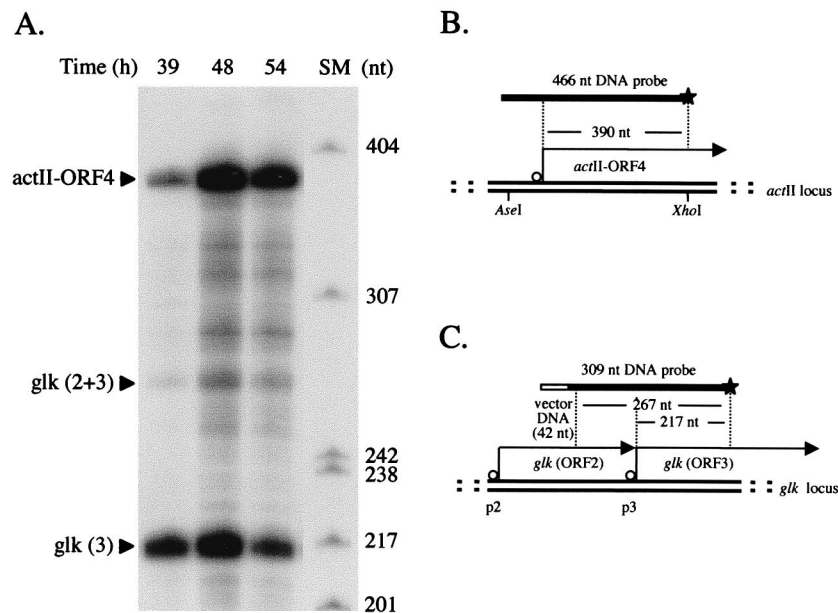 A.
Time (h) 39 48 54 SM (nt)
actII-ORF4
glk (2+3)
glk (3)
404
307
242
238
217
201
B.
466 nt DNA probe
390 nt
actII-ORF4
actII locus
AseI
XhoI
C.
309 nt DNA probe
vector
DNA
(42 nt)
267 nt
217 nt
glk (ORF2)
glk (ORF3)
glk locus
p2
p3